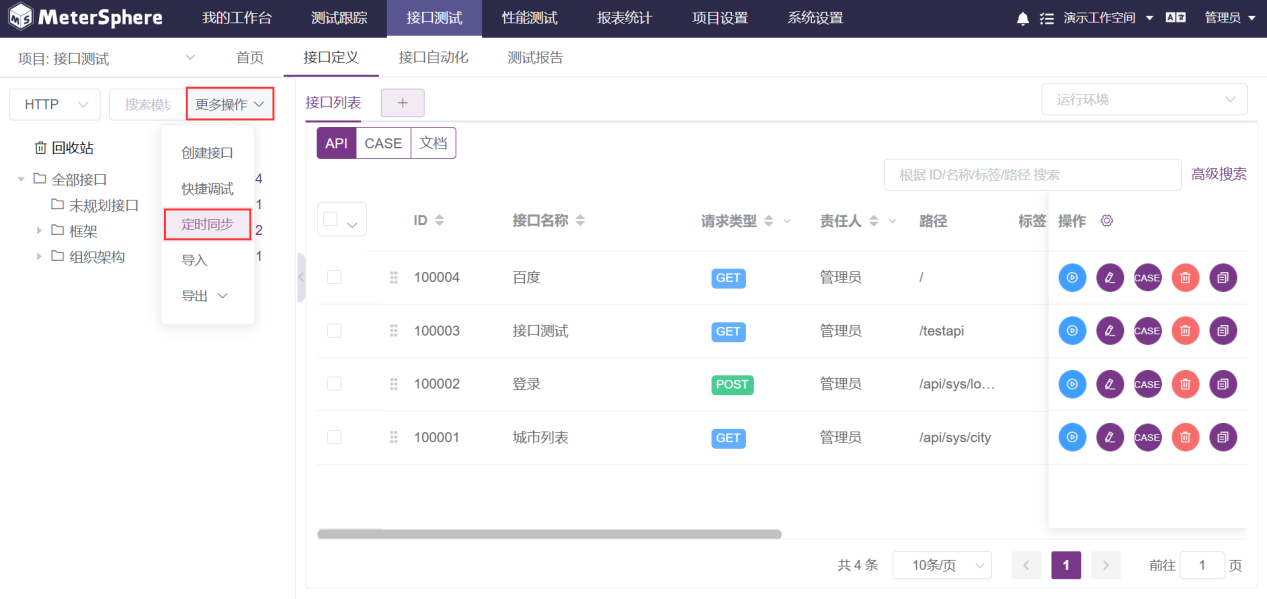 MeterSphere 我的工作台 测试跟踪 接口测试 性能测试 报表统计 项目设置 系统设置 演示工作空间 管理员
项目: 接口测试 首页 接口定义 接口自动化 测试报告
HTTP 搜索模块 更多操作
回收站
全部接口 4
未规划接口 1
框架 2
组织架构 1
创建接口
快捷调试
定时同步
导入
导出
接口列表 + 运行环境
API CASE 文档
根据 ID/名称/标签/路径 搜索 高级搜索
ID 接口名称 请求类型 责任人 路径 标签 操作
100004 百度 GET 管理员 / CASE
100003 接口测试 GET 管理员 /testapi CASE
100002 登录 POST 管理员 /api/sys/lo... CASE
100001 城市列表 GET 管理员 /api/sys/city CASE
共 4 条 10条/页 1 前往 1 页